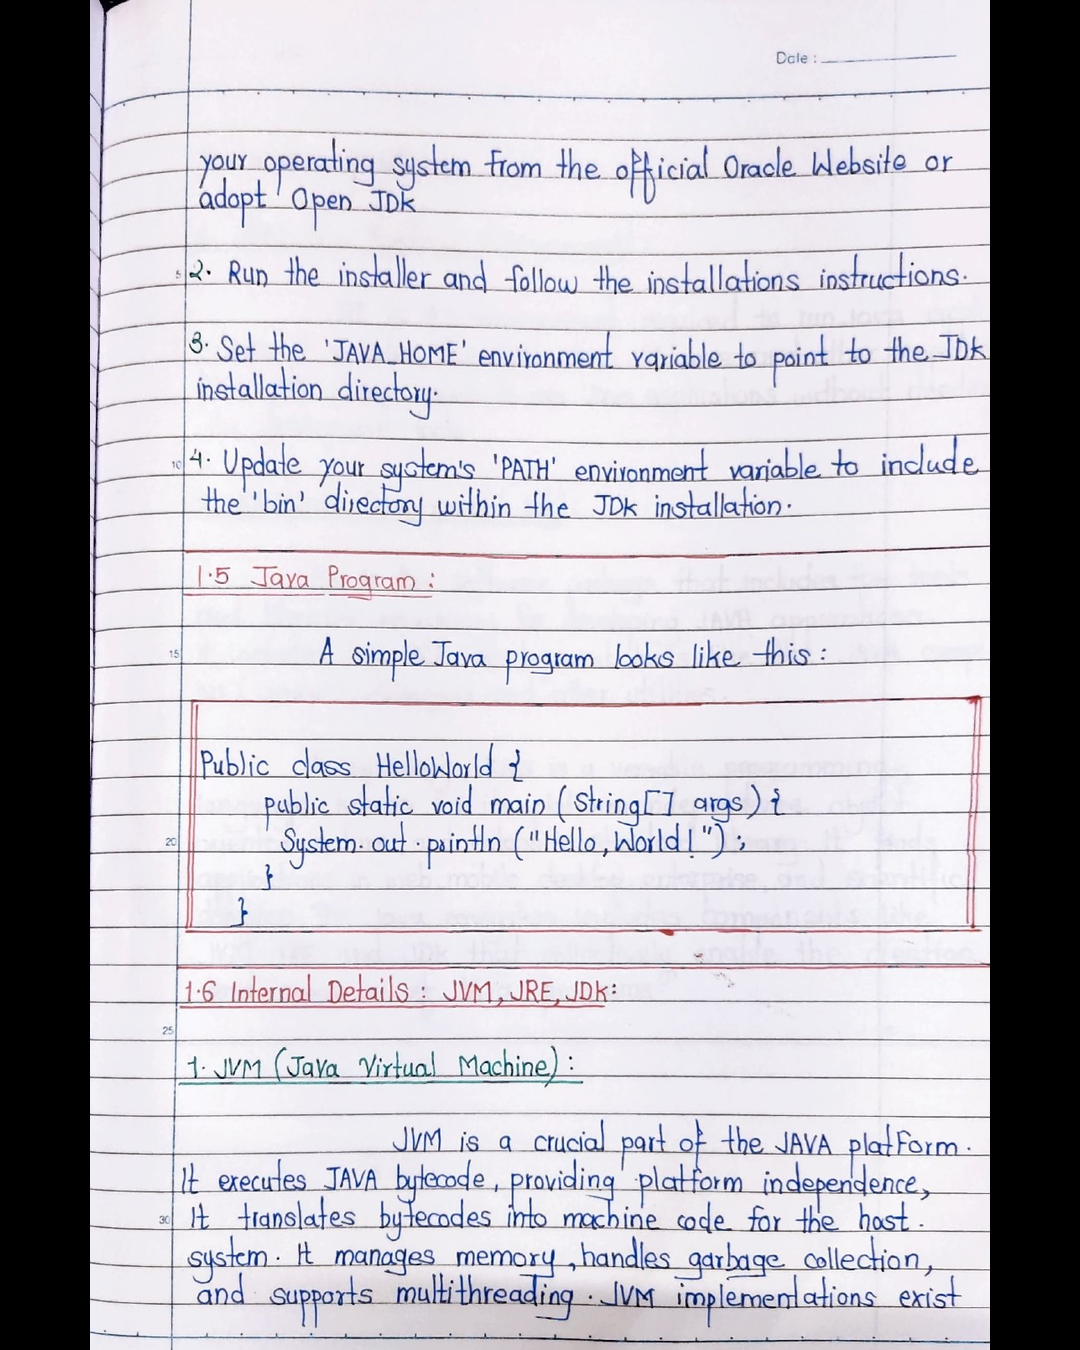 Date :
your operating system from the official Oracle Website or
adopt Open JDK
5
2. Run the installer and follow the installations instructions.
3. Set the 'JAVA_HOME' environment variable to point to the JDK
installation directory.
10
4. Update your system's 'PATH' environment variable to include
the 'bin' directory within the JDK installation.
1.5 Java Program :
15
A simple Java program looks like this :
Public class HelloWorld {
public static void main (String[] args) {
20
System.out.println ("Hello, World!");
}
}
1.6 Internal Details : JVM, JRE, JDK:
25
1. JVM (Java Virtual Machine) :
JVM is a crucial part of the JAVA platform.
It executes JAVA bytecode, providing platform independence,
30
It translates bytecodes into machine code for the host.
system. It manages memory, handles garbage collection,
and supports multithreading. JVM implementations exist